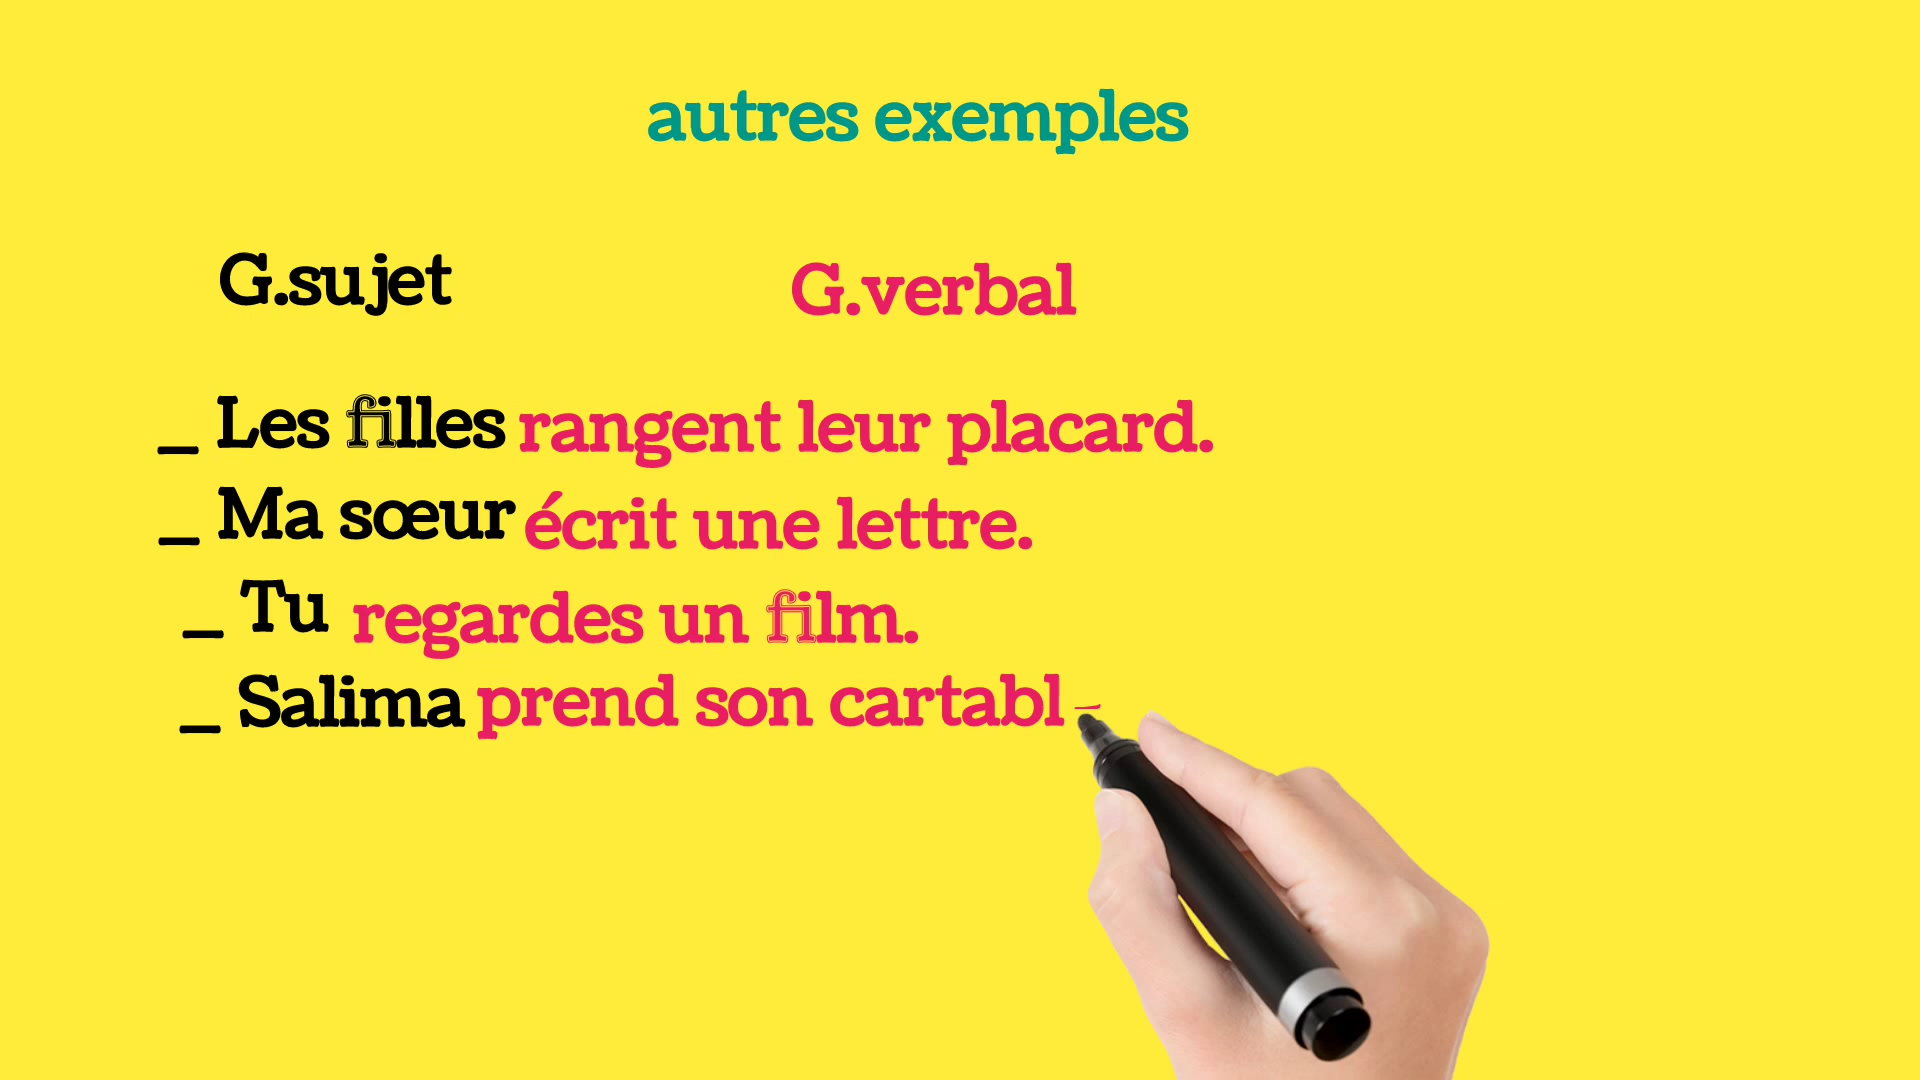 autres exemples
G.sujet G.verbal
_ Les filles rangent leur placard.
_ Ma sœur écrit une lettre.
_ Tu regardes un film.
_ Salima prend son cartabl